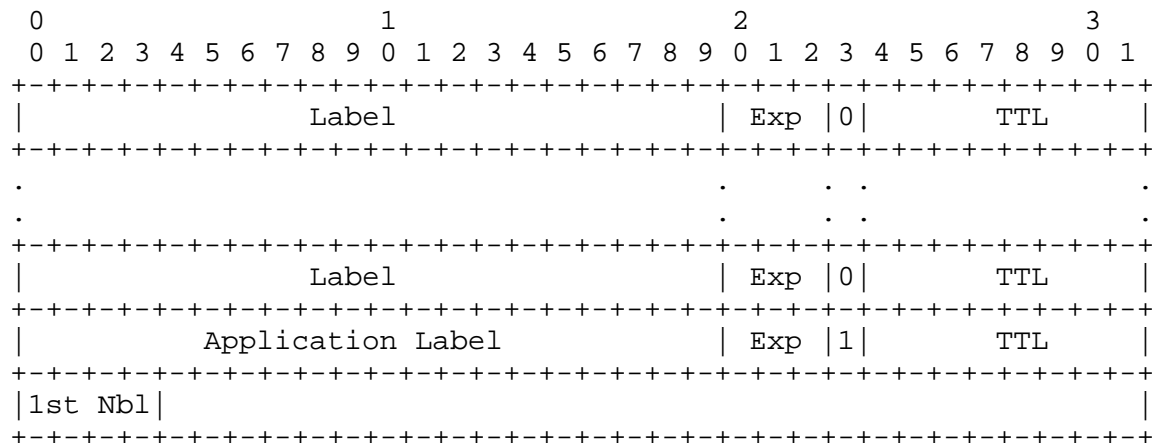 0                   1                   2                   3
 0 1 2 3 4 5 6 7 8 9 0 1 2 3 4 5 6 7 8 9 0 1 2 3 4 5 6 7 8 9 0 1
+-+-+-+-+-+-+-+-+-+-+-+-+-+-+-+-+-+-+-+-+-+-+-+-+-+-+-+-+-+-+-+-+
|                Label                  | Exp |0|       TTL     |
+-+-+-+-+-+-+-+-+-+-+-+-+-+-+-+-+-+-+-+-+-+-+-+-+-+-+-+-+-+-+-+-+
.                                       .     . .               .
.                                       .     . .               .
+-+-+-+-+-+-+-+-+-+-+-+-+-+-+-+-+-+-+-+-+-+-+-+-+-+-+-+-+-+-+-+-+
|                Label                  | Exp |0|       TTL     |
+-+-+-+-+-+-+-+-+-+-+-+-+-+-+-+-+-+-+-+-+-+-+-+-+-+-+-+-+-+-+-+-+
|          Application Label            | Exp |1|       TTL     |
+-+-+-+-+-+-+-+-+-+-+-+-+-+-+-+-+-+-+-+-+-+-+-+-+-+-+-+-+-+-+-+-+
|1st Nbl|                                                       |
+-+-+-+-+-+-+-+-+-+-+-+-+-+-+-+-+-+-+-+-+-+-+-+-+-+-+-+-+-+-+-+-+